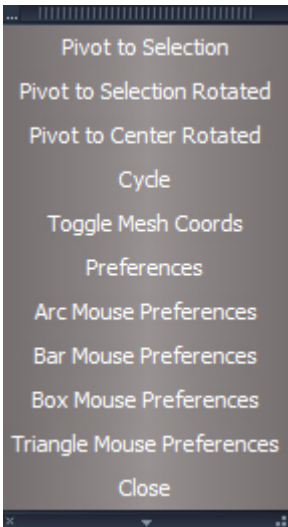 Pivot to Selection
Pivot to Selection Rotated
Pivot to Center Rotated
Cycle
Toggle Mesh Coords
Preferences
Arc Mouse Preferences
Bar Mouse Preferences
Box Mouse Preferences
Triangle Mouse Preferences
Close